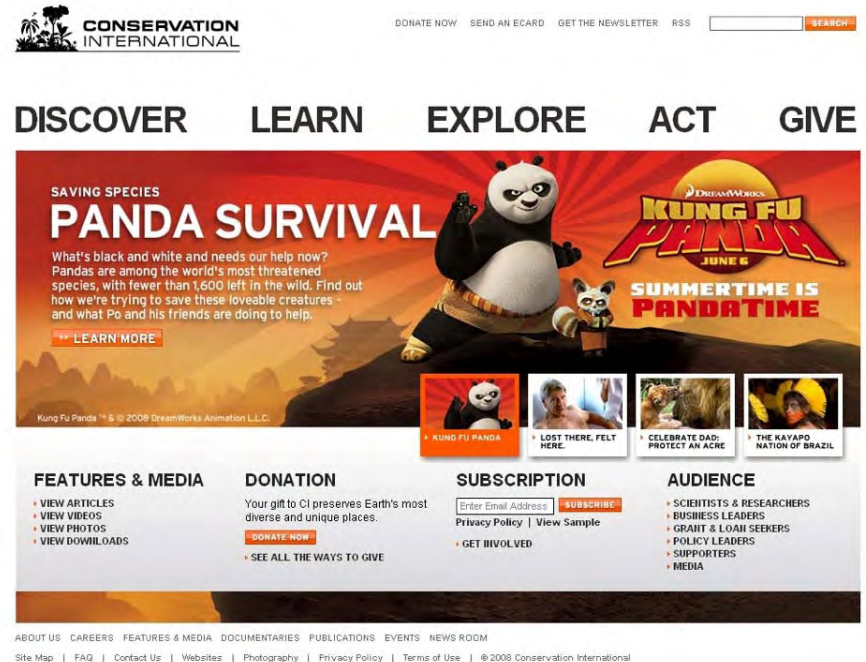 CONSERVATION
INTERNATIONAL
DONATE NOW SEND AN ECARD GET THE NEWSLETTER RSS SEARCH
DISCOVER LEARN EXPLORE ACT GIVE
SAVING SPECIES
PANDA SURVIVAL
What's black and white and needs our help now?
Pandas are among the world's most threatened
species, with fewer than 1,600 left in the wild. Find out
how we're trying to save these loveable creatures -
and what Po and his friends are doing to help.
LEARN MORE
DREAMWORKS
KUNG FU
PANDA
JUNE 6
SUMMERTIME IS
PANDATIME
Kung Fu Panda ™ & © 2008 DreamWorks Animation L.L.C.
KUNG FU PANDA
LOST THERE, FELT
HERE.
CELEBRATE DAD:
PROTECT AN ACRE
THE KAYAPO
NATION OF BRAZIL
FEATURES & MEDIA
VIEW ARTICLES
VIEW VIDEOS
VIEW PHOTOS
VIEW DOWNLOADS
DONATION
Your gift to CI preserves Earth's most
diverse and unique places.
DONATE NOW
SEE ALL THE WAYS TO GIVE
SUBSCRIPTION
Enter Email Address SUBSCRIBE
Privacy Policy | View Sample
GET INVOLVED
AUDIENCE
SCIENTISTS & RESEARCHERS
BUSINESS LEADERS
GRANT & LOAN SEEKERS
POLICY LEADERS
SUPPORTERS
MEDIA
ABOUT US CAREERS FEATURES & MEDIA DOCUMENTARIES PUBLICATIONS EVENTS NEWS ROOM
Site Map | FAQ | Contact Us | Websites | Photography | Privacy Policy | Terms of Use | © 2008 Conservation International